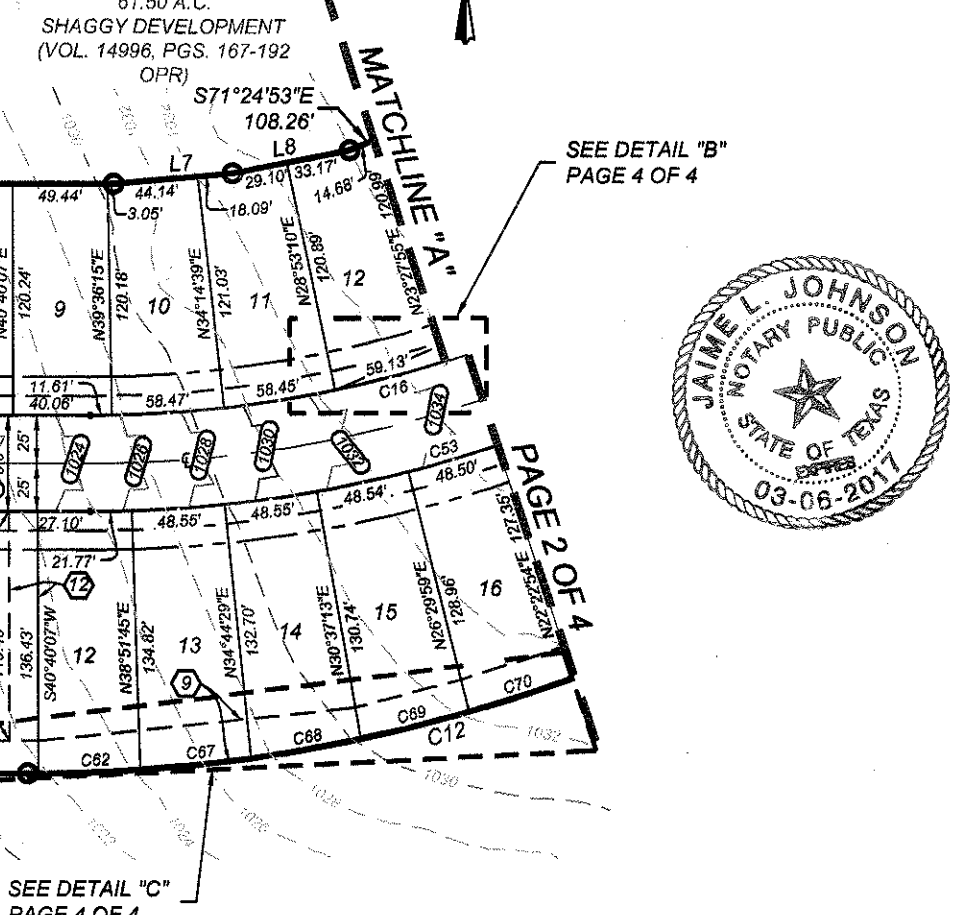 61.50 A.C.
SHAGGY DEVELOPMENT
(VOL. 14996, PGS. 167-192
OPR)
S71°24'53"E
108.26'
MATCHLINE "A"
SEE DETAIL "B"
PAGE 4 OF 4
L7
L8
49.44'
44.14'
29.10'
33.17'
14.68'
3.05'
18.09'
N40°40'07"E
120.24'
9
N39°36'15"E
120.18'
10
N34°14'39"E
121.03'
11
N28°53'10"E
120.89'
12
N23°27'55"E 120.99'
11.61'
40.06'
58.47'
58.45'
59.13'
C16
25'
25'
1024
1026
1028
1030
1032
1034
C53
27.10'
21.77'
48.55'
48.55'
48.54'
48.50'
PAGE 2 OF 4
12
136.43'
S40°40'07"W
12
N38°51'45"E
134.82'
13
N34°44'29"E
132.70'
14
N30°37'13"E
130.74'
15
N26°29'59"E
128.96'
16
N22°22'54"E 127.35'
9
C62
C67
C68
C69
C70
C12
1022
1024
1026
1028
1030
1032
SEE DETAIL "C"
PAGE 4 OF 4
JAIME L. JOHNSON
NOTARY PUBLIC
STATE OF TEXAS
EXPIRES
03-06-2017